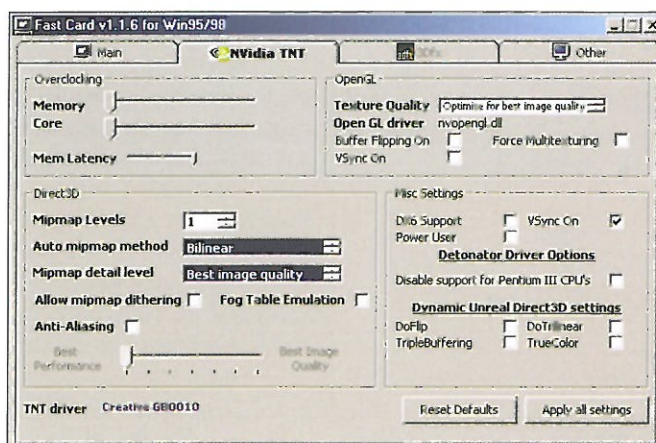 Fast Card v1.1.6 for Win95/98
Main
NVidia TNT
3Dfx
Other
Overclocking
Memory
Core
Mem Latency
OpenGL
Texture Quality Optimise for best image quality
Open GL driver nvopengl.dll
Buffer Flipping On Force Multitexturing
VSync On
Direct3D
Mipmap Levels 1
Auto mipmap method Bilinear
Mipmap detail level Best image quality
Allow mipmap dithering Fog Table Emulation
Anti-Aliasing
Best Performance
Best Image Quality
Misc Settings
DX6 Support VSync On
Power User
Detonator Driver Options
Disable support for Pentium III CPU's
Dynamic Unreal Direct3D settings
DoFlip DoTrilinear
TripleBuffering TrueColor
TNT driver Creative GB0010
Reset Defaults
Apply all settings